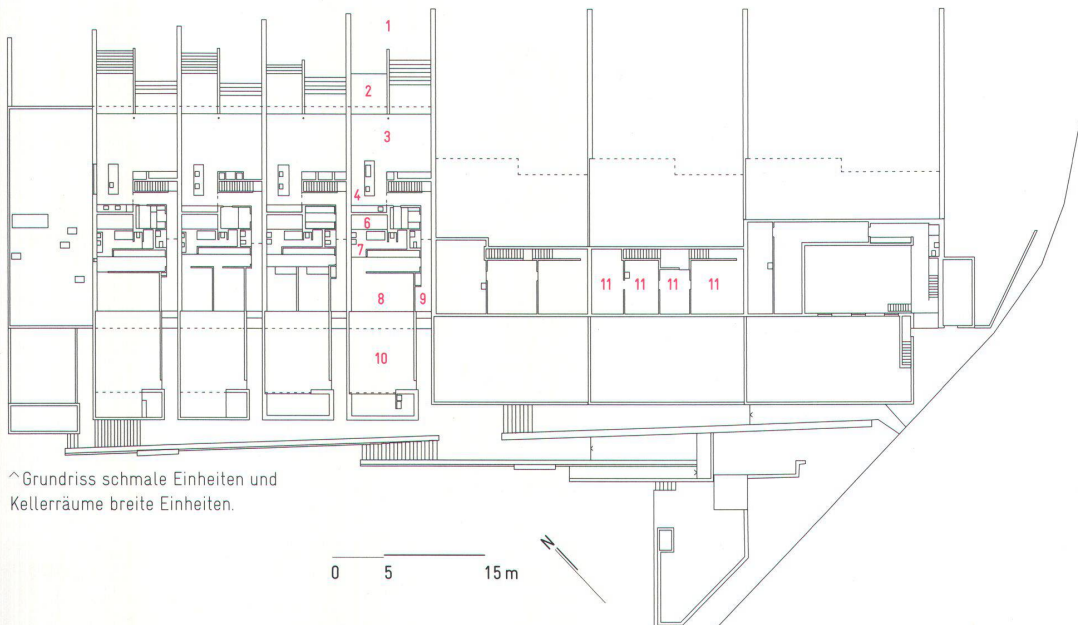 1
2
3
4
6
7
8
9
10
11 11 11 11
^ Grundriss schmale Einheiten und
Kellerräume breite Einheiten.
0 5 15 m
N